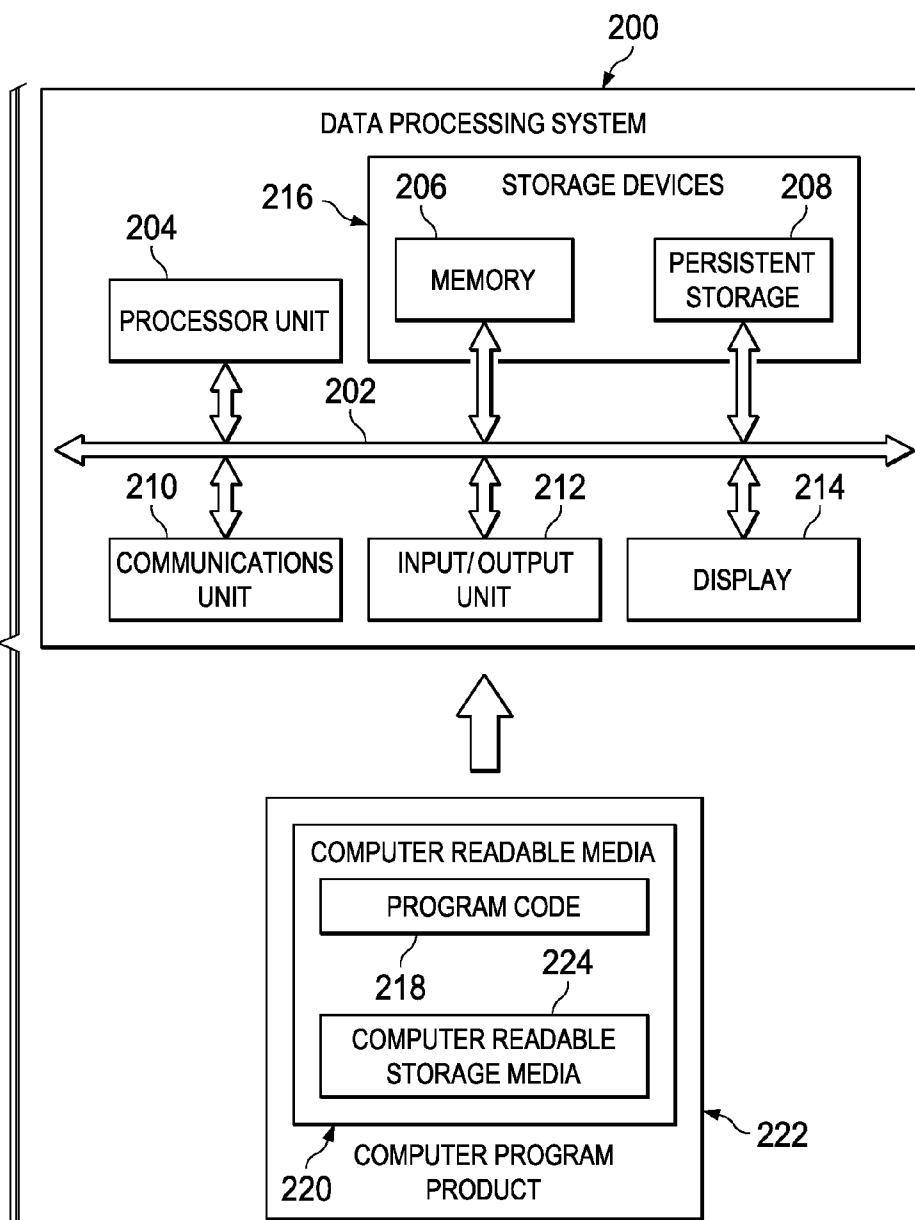 200
DATA PROCESSING SYSTEM
STORAGE DEVICES
216
206
208
204
MEMORY
PERSISTENT
STORAGE
PROCESSOR UNIT
202
210
212
214
COMMUNICATIONS
UNIT
INPUT/OUTPUT
UNIT
DISPLAY
COMPUTER READABLE MEDIA
PROGRAM CODE
218
224
COMPUTER READABLE
STORAGE MEDIA
220
222
COMPUTER PROGRAM
PRODUCT